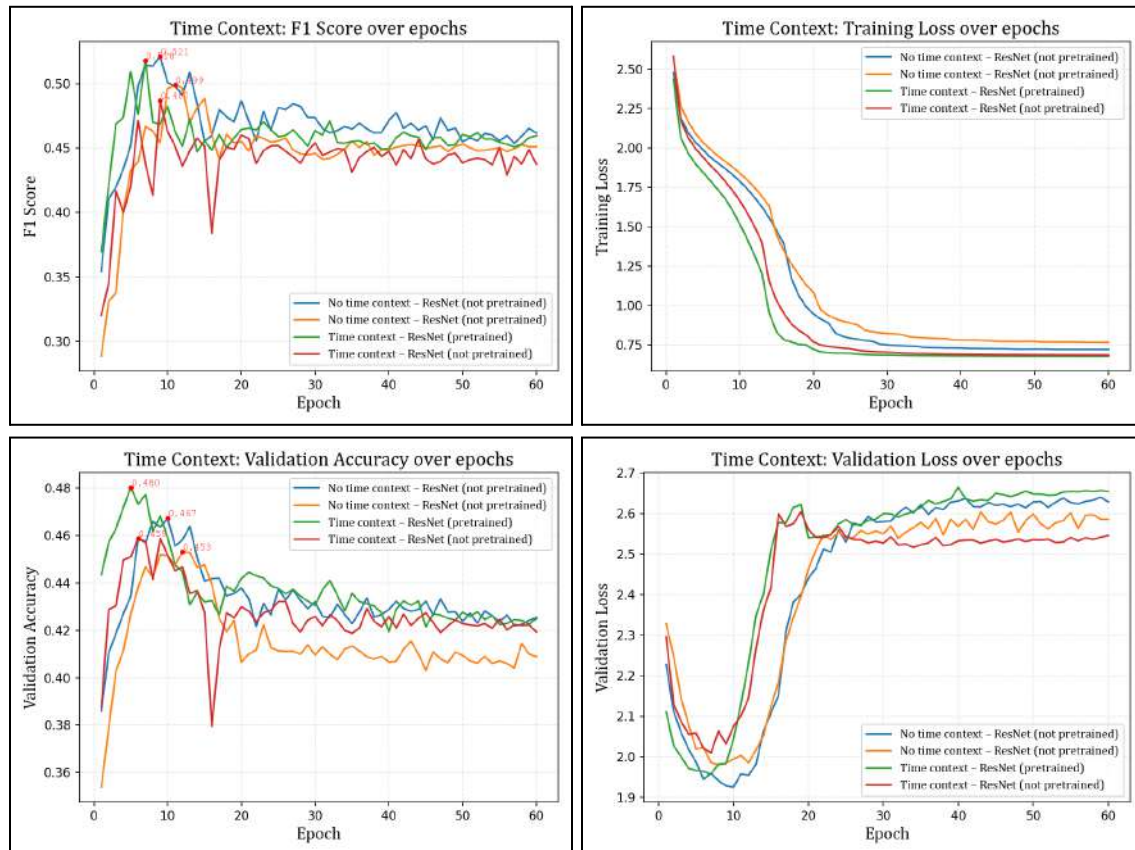 Time Context: F1 Score over epochs
0.521
0.499
0.50
0.45
0.40
0.35
0.30
F1 Score
No time context – ResNet (not pretrained)
No time context – ResNet (not pretrained)
Time context – ResNet (pretrained)
Time context – ResNet (not pretrained)
0 10 20 30 40 50 60
Epoch
Time Context: Training Loss over epochs
No time context – ResNet (not pretrained)
No time context – ResNet (not pretrained)
Time context – ResNet (pretrained)
Time context – ResNet (not pretrained)
2.50
2.25
2.00
1.75
1.50
1.25
1.00
0.75
Training Loss
0 10 20 30 40 50 60
Epoch
Time Context: Validation Accuracy over epochs
No time context – ResNet (not pretrained)
No time context – ResNet (not pretrained)
Time context – ResNet (pretrained)
Time context – ResNet (not pretrained)
0.480
0.467
0.453
0.48
0.46
0.44
0.42
0.40
0.38
0.36
Validation Accuracy
0 10 20 30 40 50 60
Epoch
Time Context: Validation Loss over epochs
2.7
2.6
2.5
2.4
2.3
2.2
2.1
2.0
1.9
Validation Loss
No time context – ResNet (not pretrained)
No time context – ResNet (not pretrained)
Time context – ResNet (pretrained)
Time context – ResNet (not pretrained)
0 10 20 30 40 50 60
Epoch